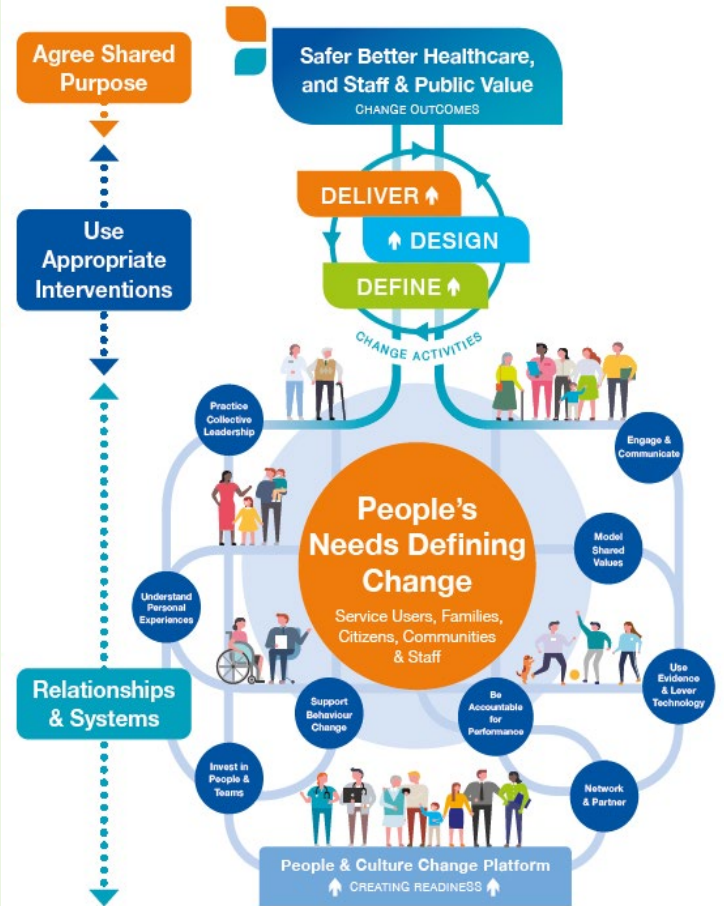 Agree Shared
Purpose
Safer Better Healthcare,
and Staff & Public Value
CHANGE OUTCOMES
Use
Appropriate
Interventions
DELIVER
DESIGN
DEFINE
CHANGE ACTIVITIES
Practice
Collective
Leadership
Engage &
Communicate
People's
Needs Defining
Change
Service Users, Families,
Citizens, Communities
& Staff
Model
Shared
Values
Understand
Personal
Experiences
Relationships
& Systems
Support
Behaviour
Change
Be
Accountable
for
Performance
Use
Evidence
& Lever
Technology
Invest in
People &
Teams
Network
& Partner
People & Culture Change Platform
CREATING READINESS